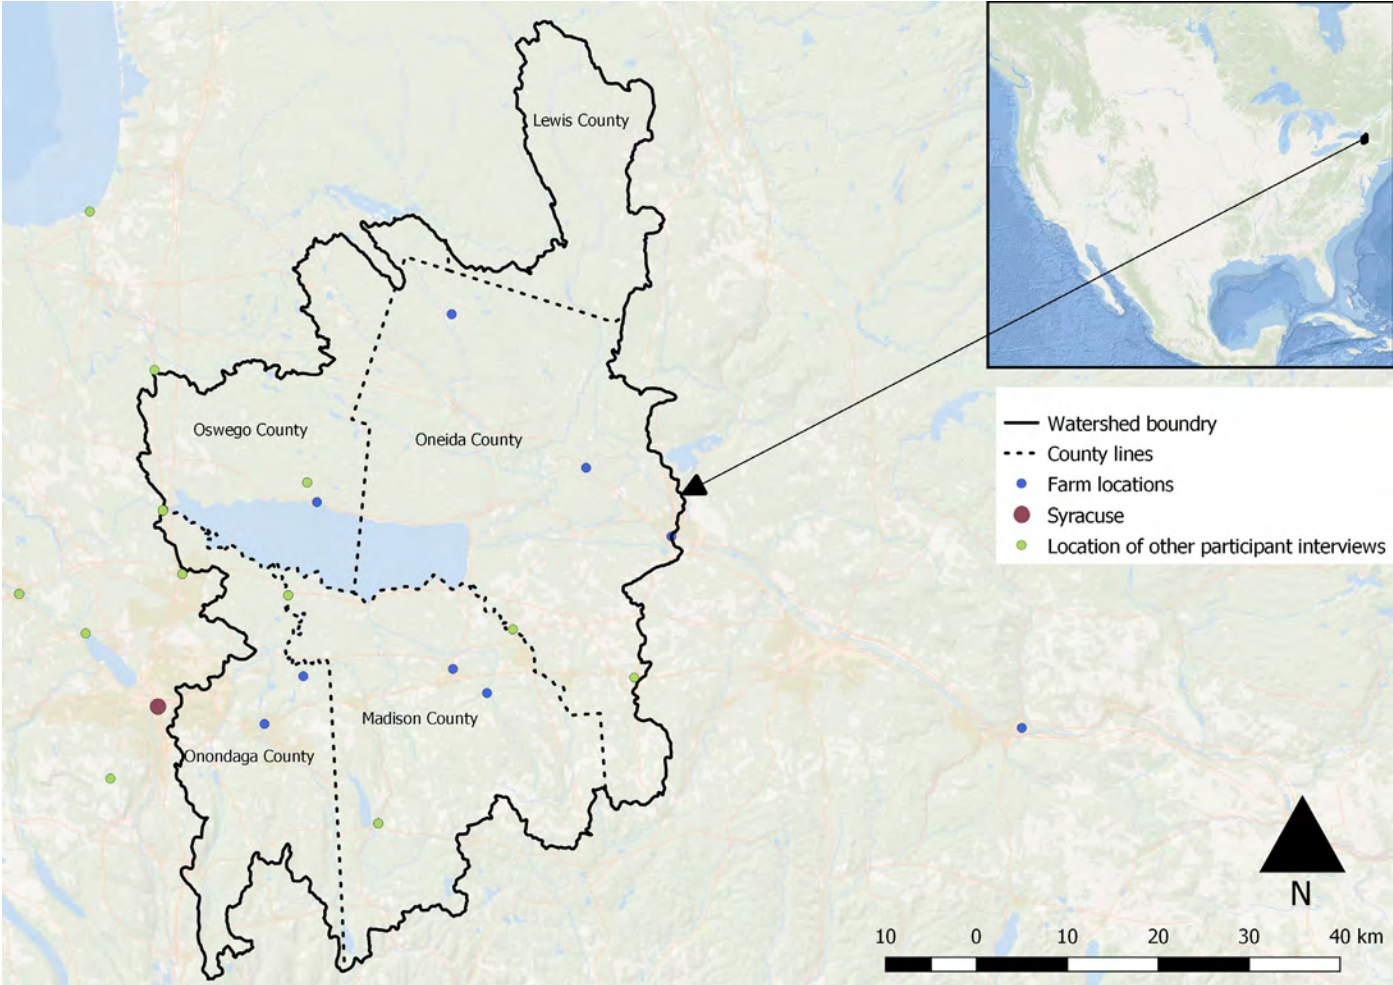 Lewis County
Oswego County
Oneida County
Madison County
Onondaga County
Watershed boundry
County lines
Farm locations
Syracuse
Location of other participant interviews
N
10 0 10 20 30 40 km